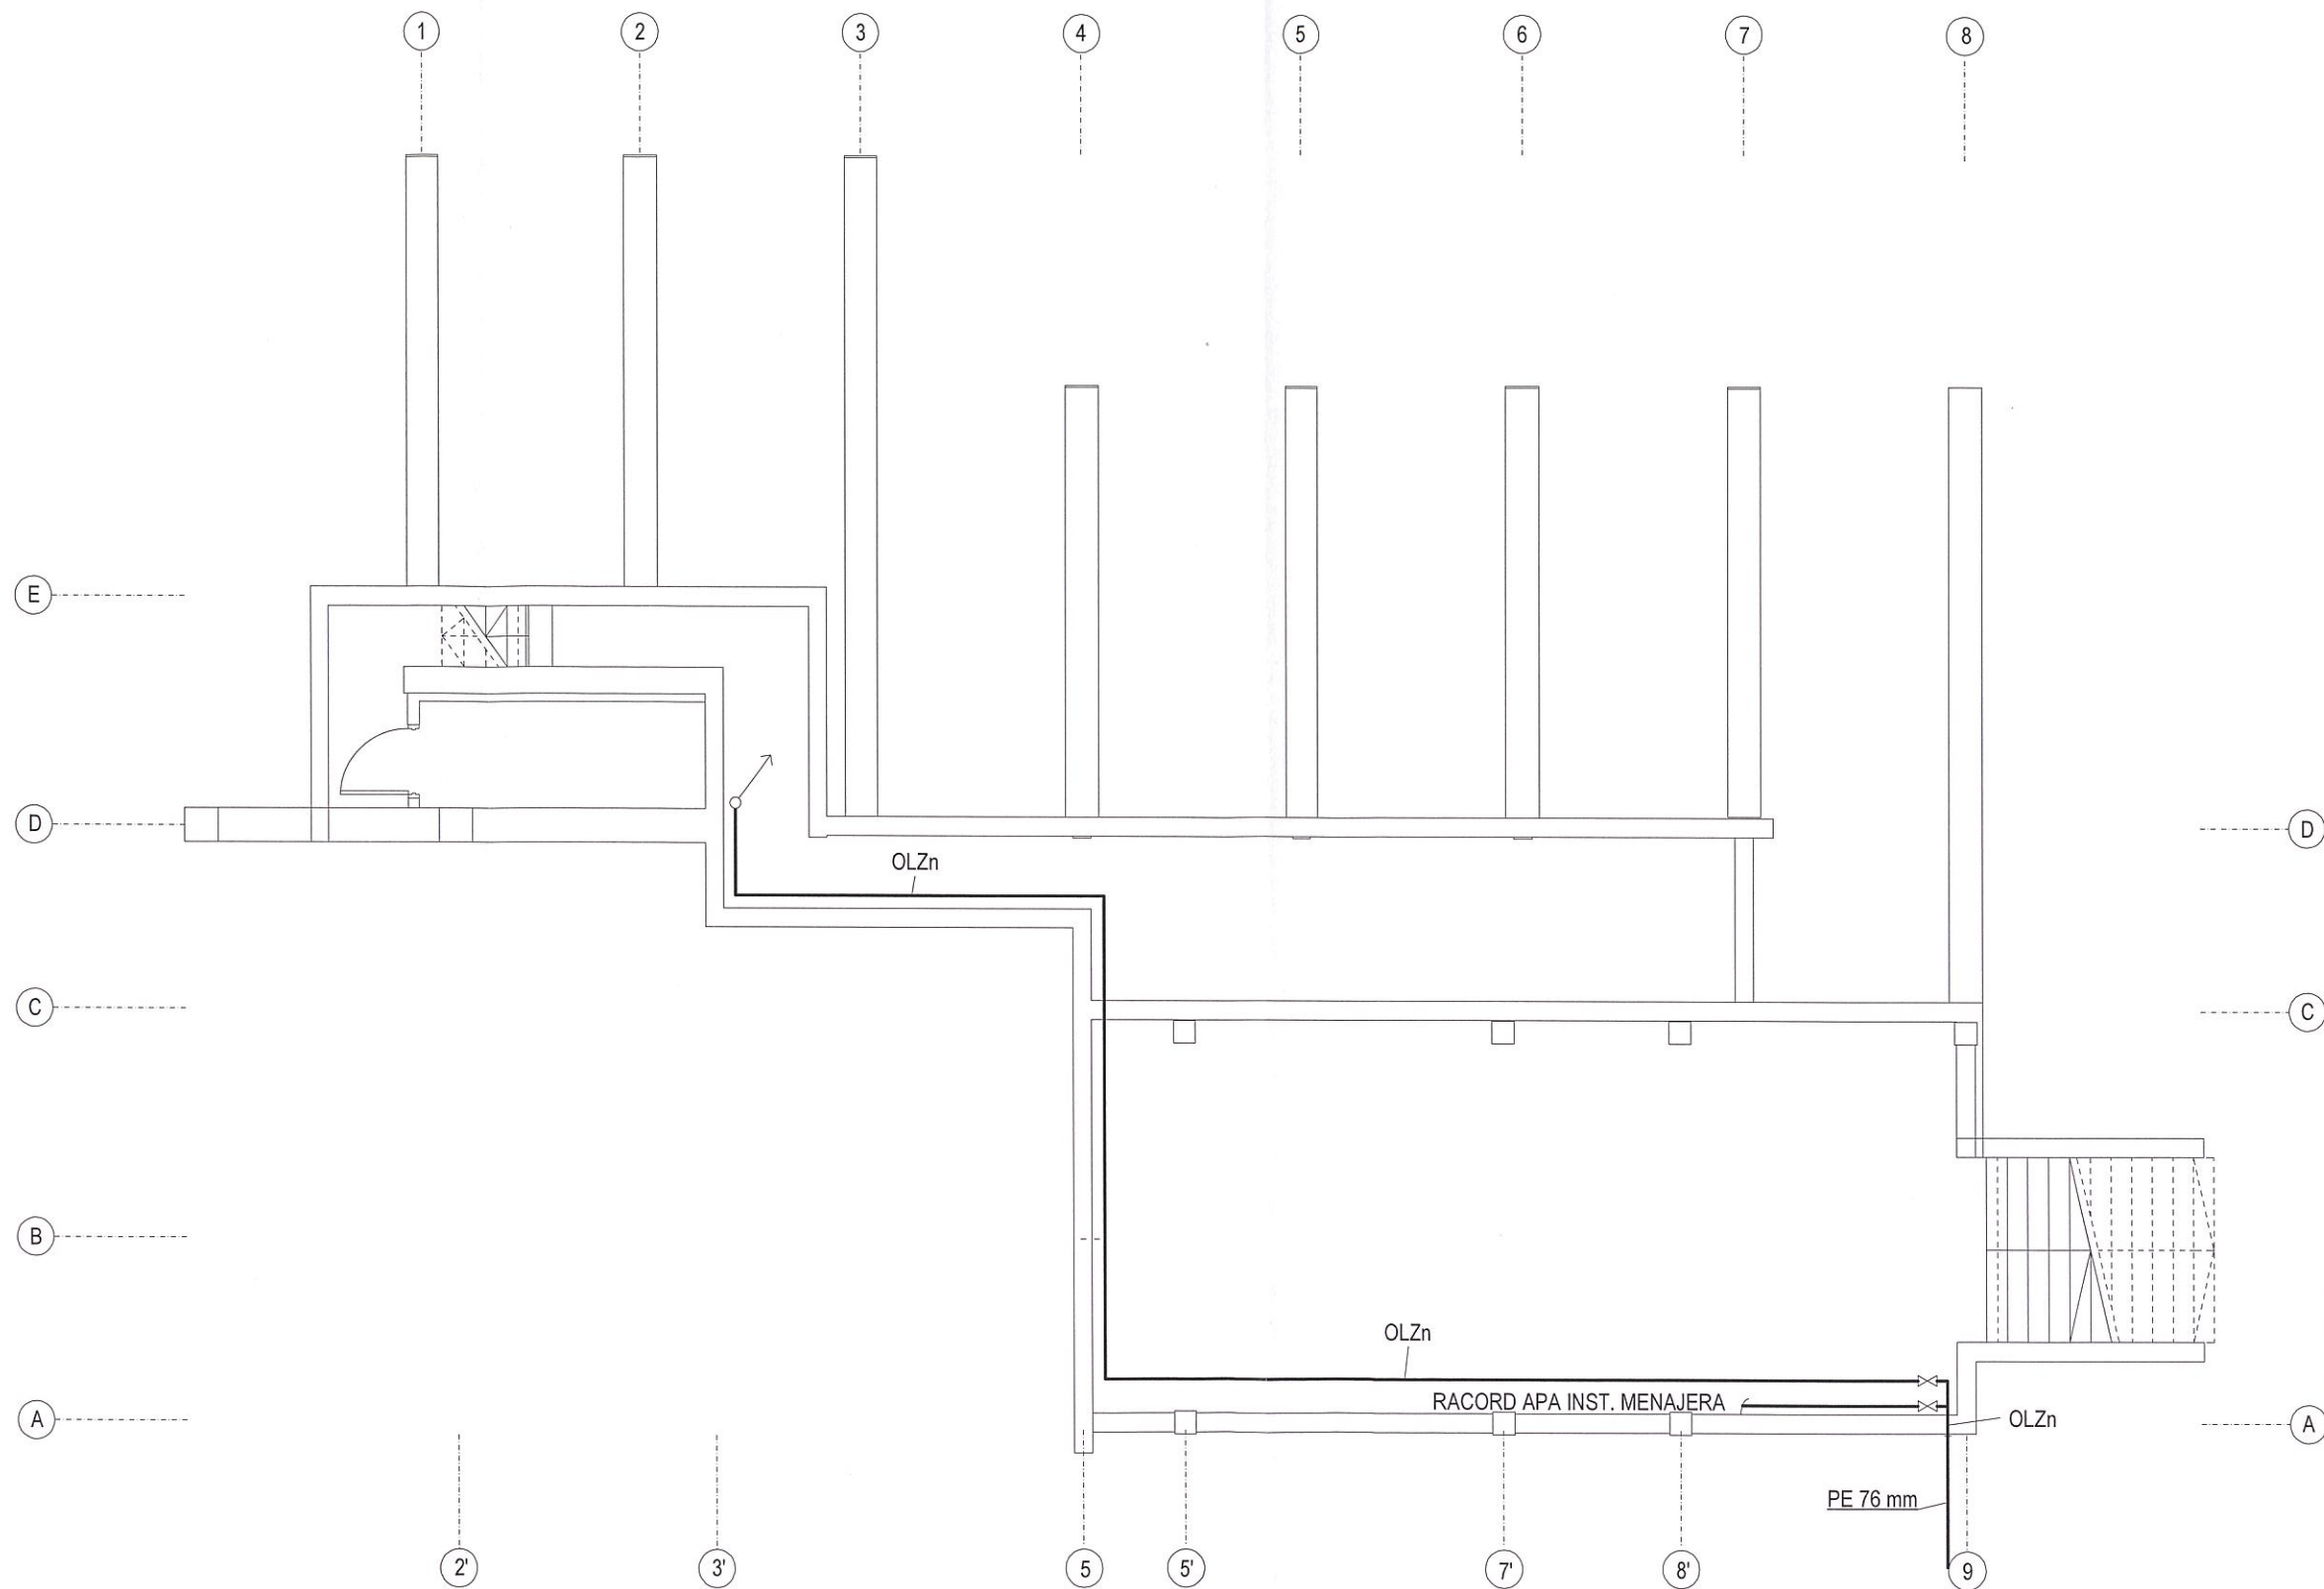 1 2 3 4 5 6 7 8
E
D D
OLZn
C C
B
OLZn
RACORD APA INST. MENAJERA
A OLZn A
PE 76 mm
2' 3' 5 5' 7' 8' 9